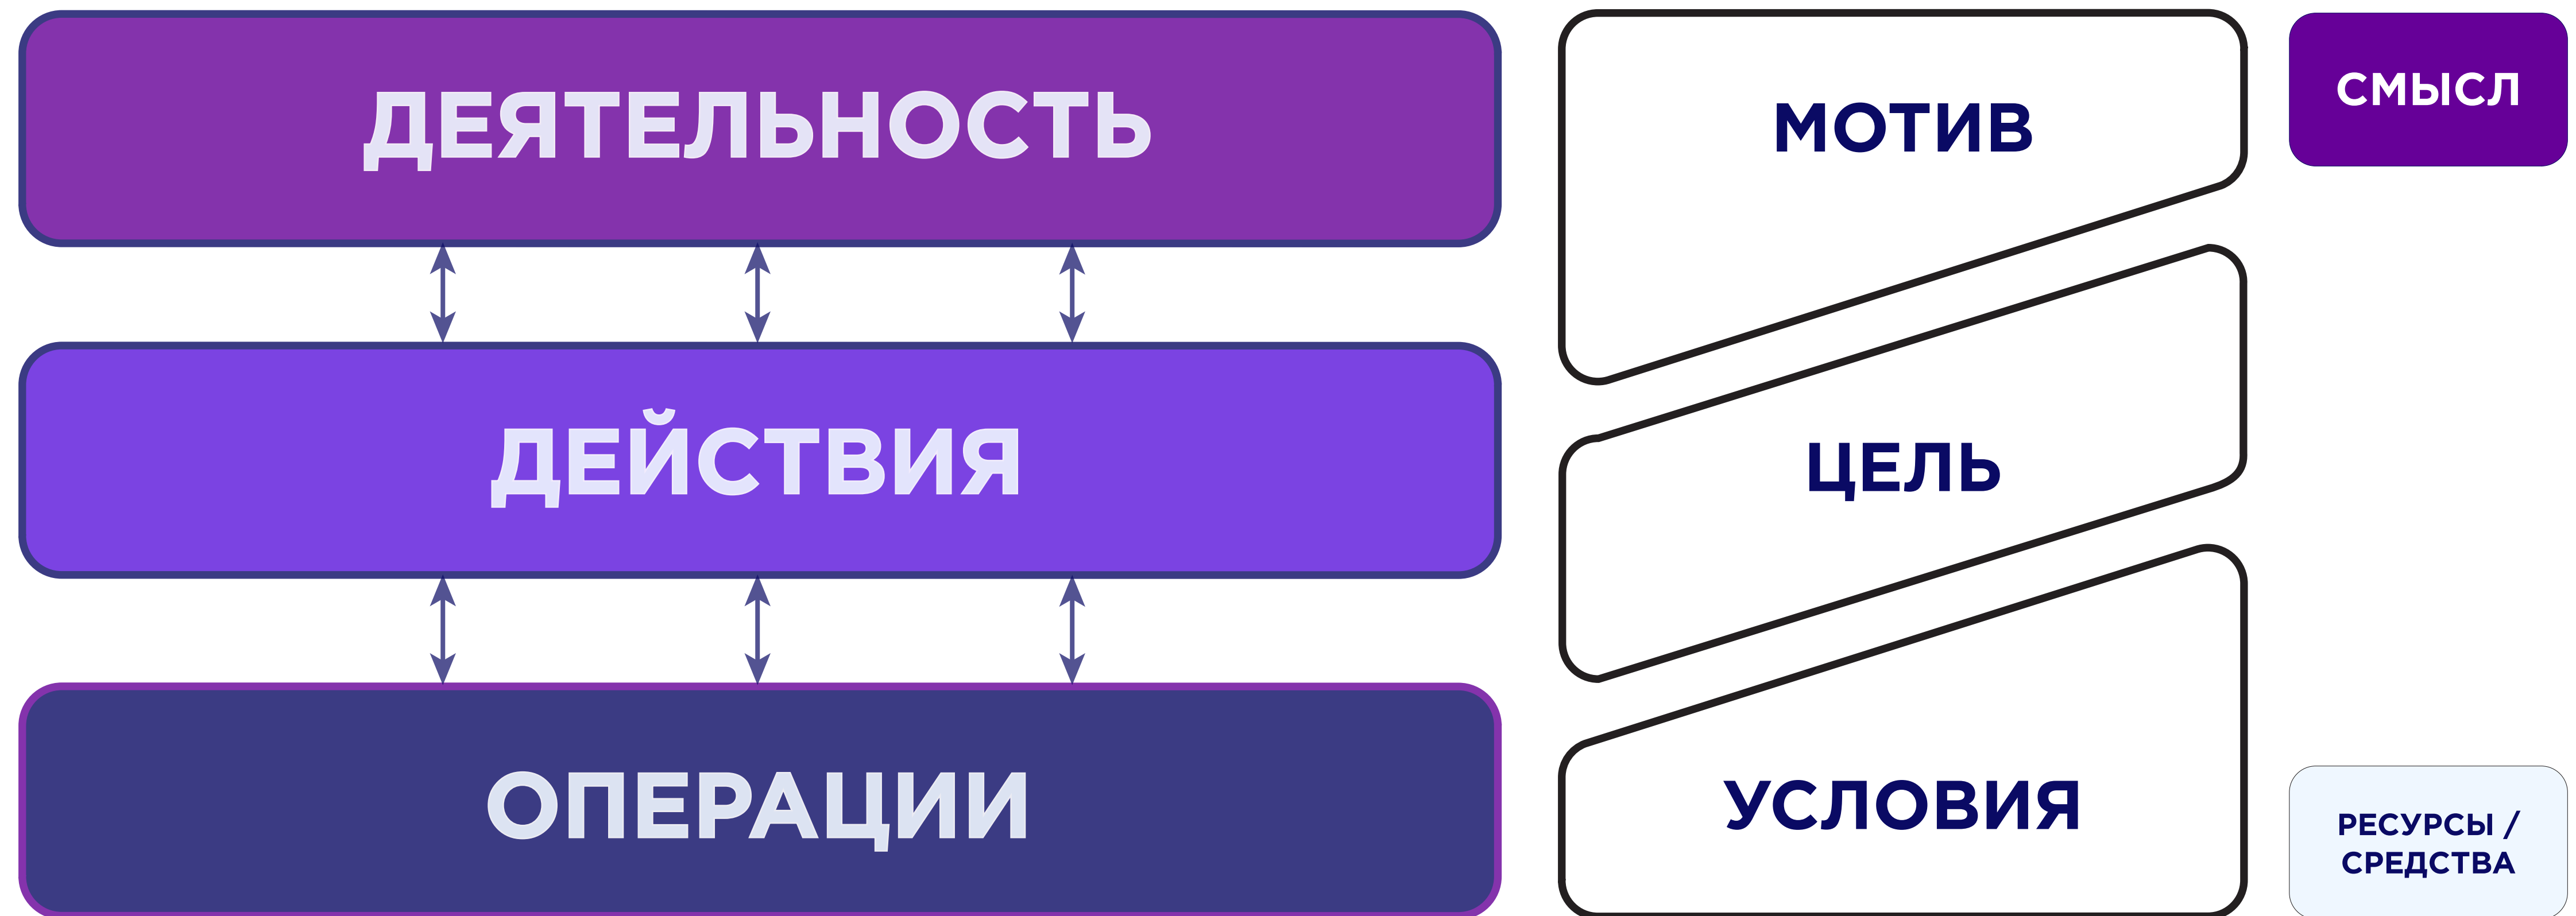 ДЕЯТЕЛЬНОСТЬ
МОТИВ
СМЫСЛ
ДЕЙСТВИЯ
ЦЕЛЬ
ОПЕРАЦИИ
УСЛОВИЯ
РЕСУРСЫ /
СРЕДСТВА